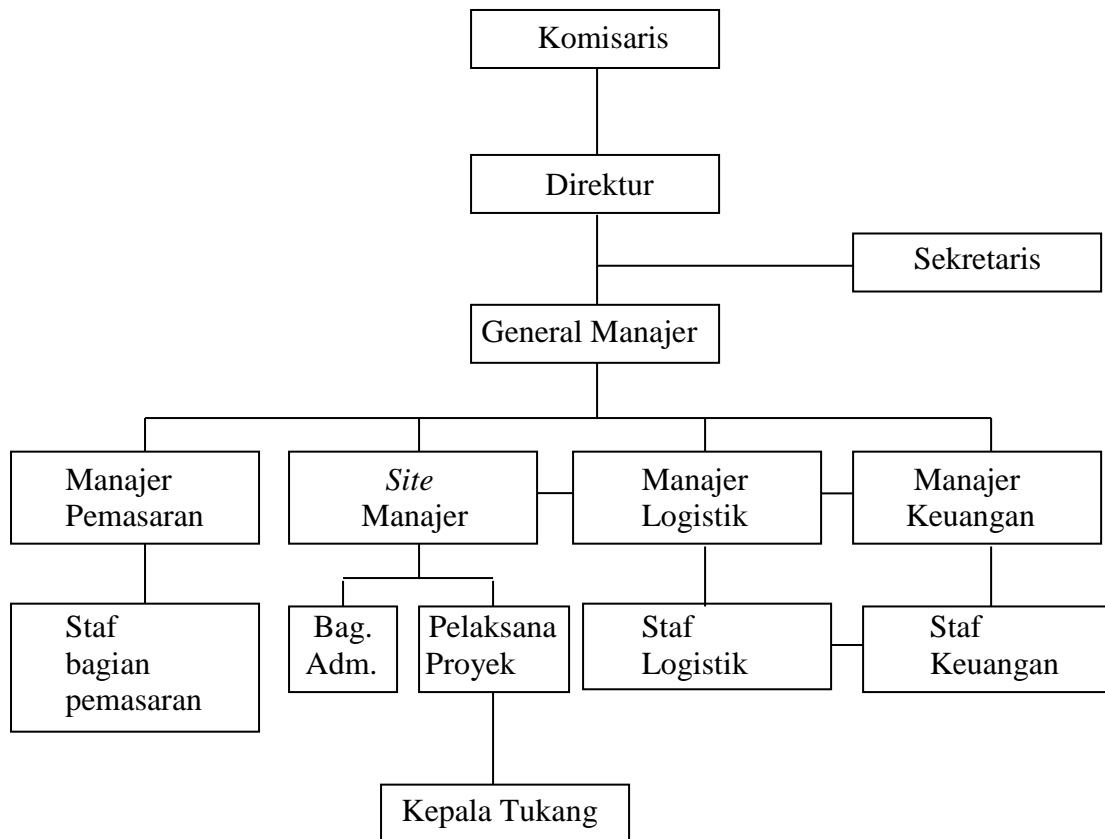 Komisaris
Direktur
Sekretaris
General Manajer
Manajer
Pemasaran
Site
Manajer
Manajer
Logistik
Manajer
Keuangan
Staf
bagian
pemasaran
Bag.
Adm.
Pelaksana
Proyek
Staf
Logistik
Staf
Keuangan
Kepala Tukang